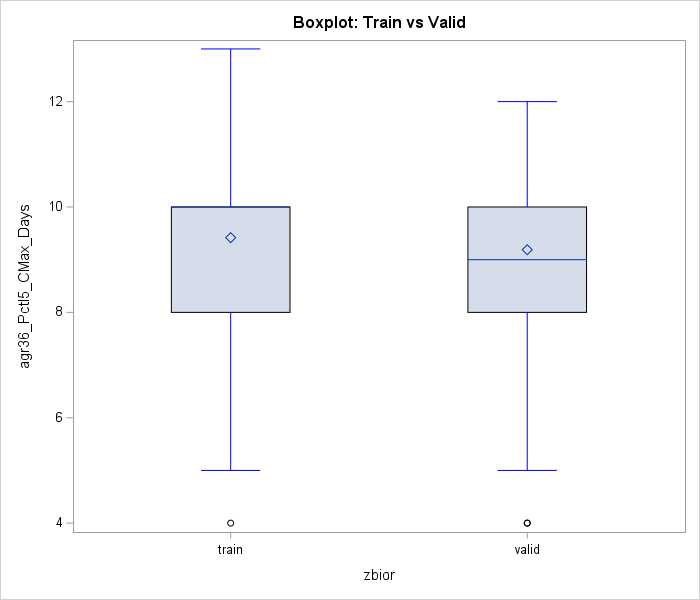 Boxplot: Train vs Valid
agr36_Pctl5_CMax_Days
12
10
8
6
4
train
valid
zbior